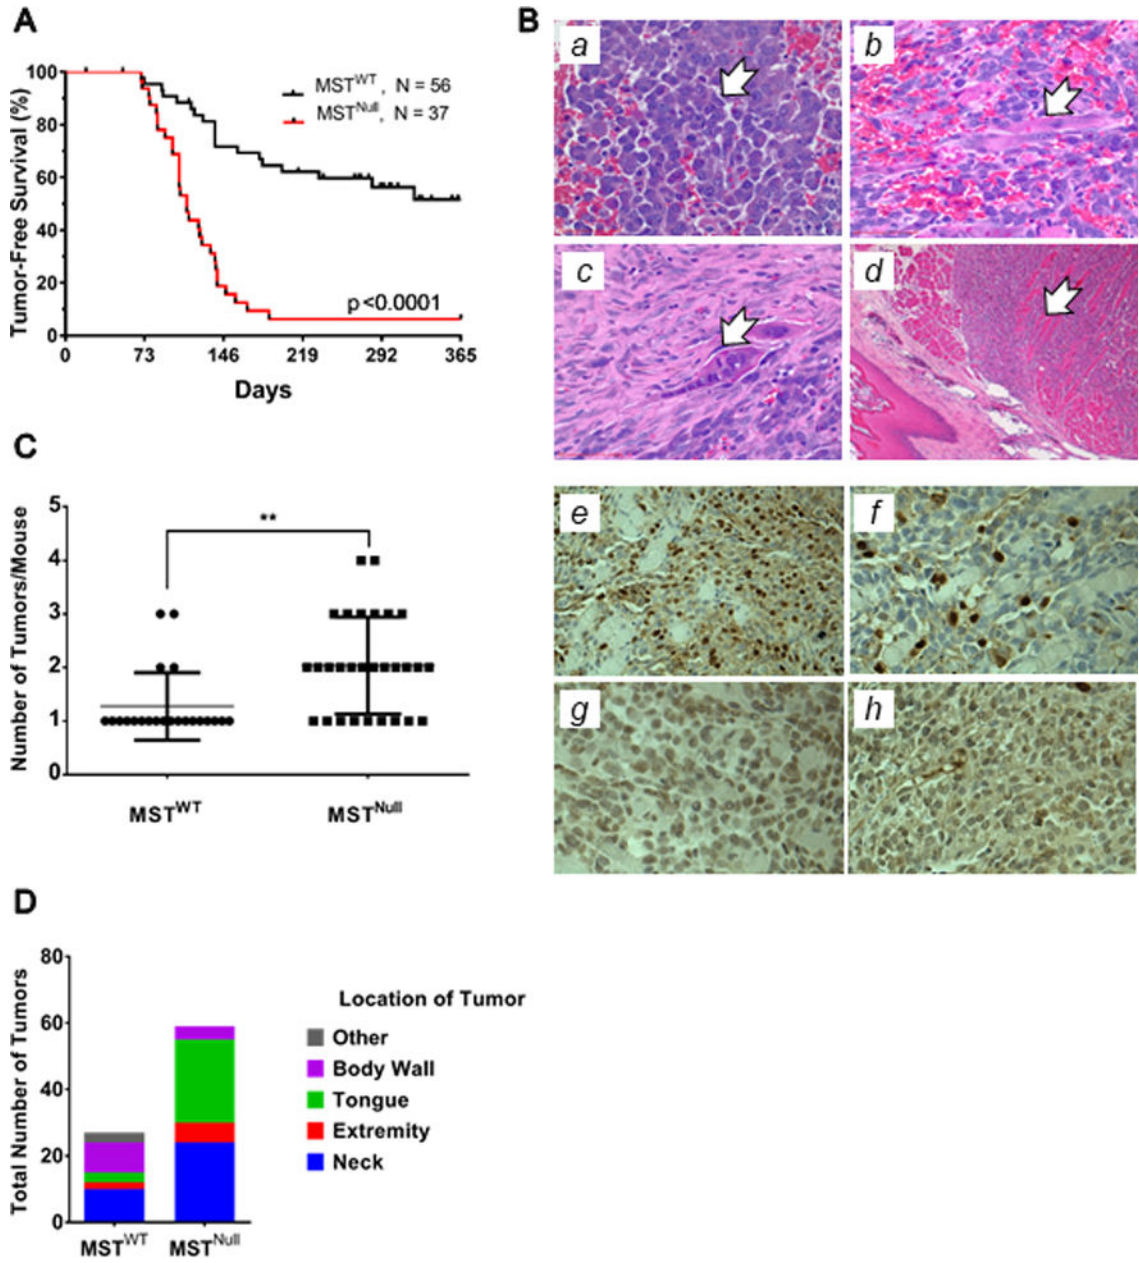 A
Tumor-Free Survival (%)
100
80
60
40
20
0
MST^WT, N = 56
MST^Null, N = 37
p<0.0001
0 73 146 219 292 365
Days
B
a
b
c
d
e
f
g
h
C
Number of Tumors/Mouse
5
4
3
2
1
0
**
MST^WT
MST^Null
D
Total Number of Tumors
80
60
40
20
0
MST^WT MST^Null
Location of Tumor
Other
Body Wall
Tongue
Extremity
Neck